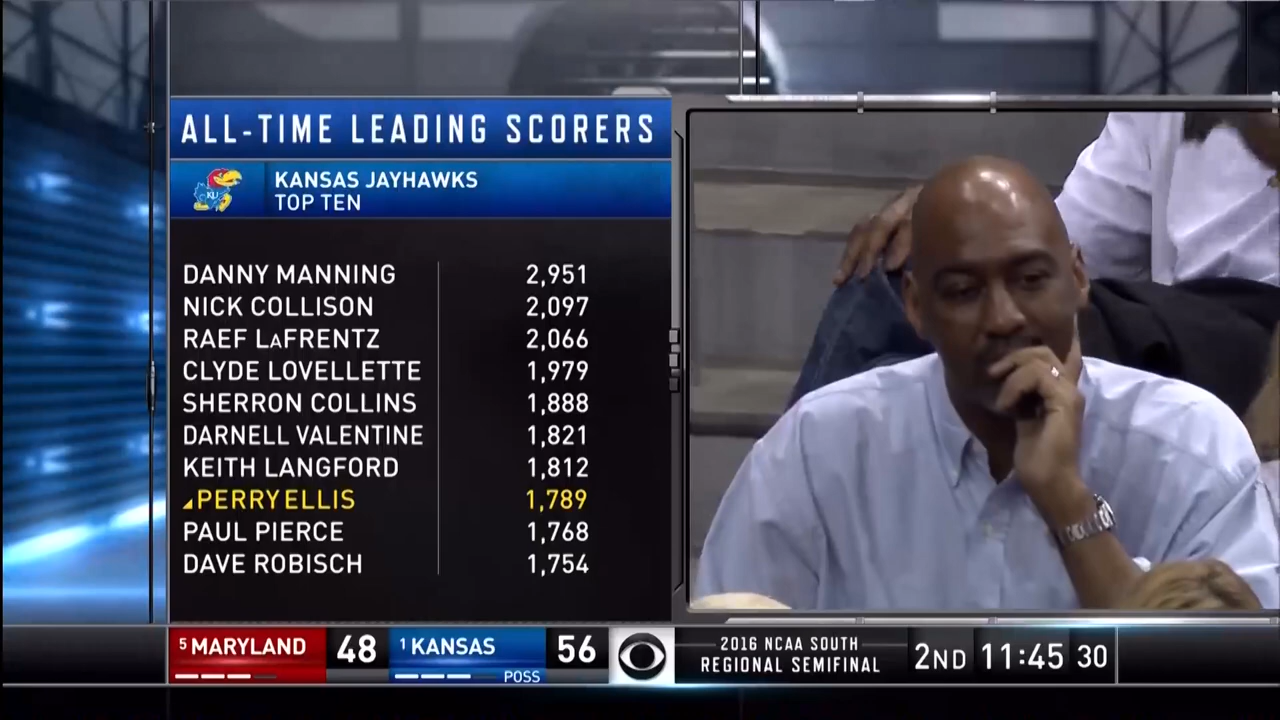 ALL-TIME LEADING SCORERS
KU
KANSAS JAYHAWKS
TOP TEN
DANNY MANNING 2,951
NICK COLLISON 2,097
RAEF LAFRENTZ 2,066
CLYDE LOVELLETTE 1,979
SHERRON COLLINS 1,888
DARNELL VALENTINE 1,821
KEITH LANGFORD 1,812
PERRY ELLIS 1,789
PAUL PIERCE 1,768
DAVE ROBISCH 1,754
5 MARYLAND 48 1 KANSAS 56
POSS
2016 NCAA SOUTH
REGIONAL SEMIFINAL
2ND 11:45 30